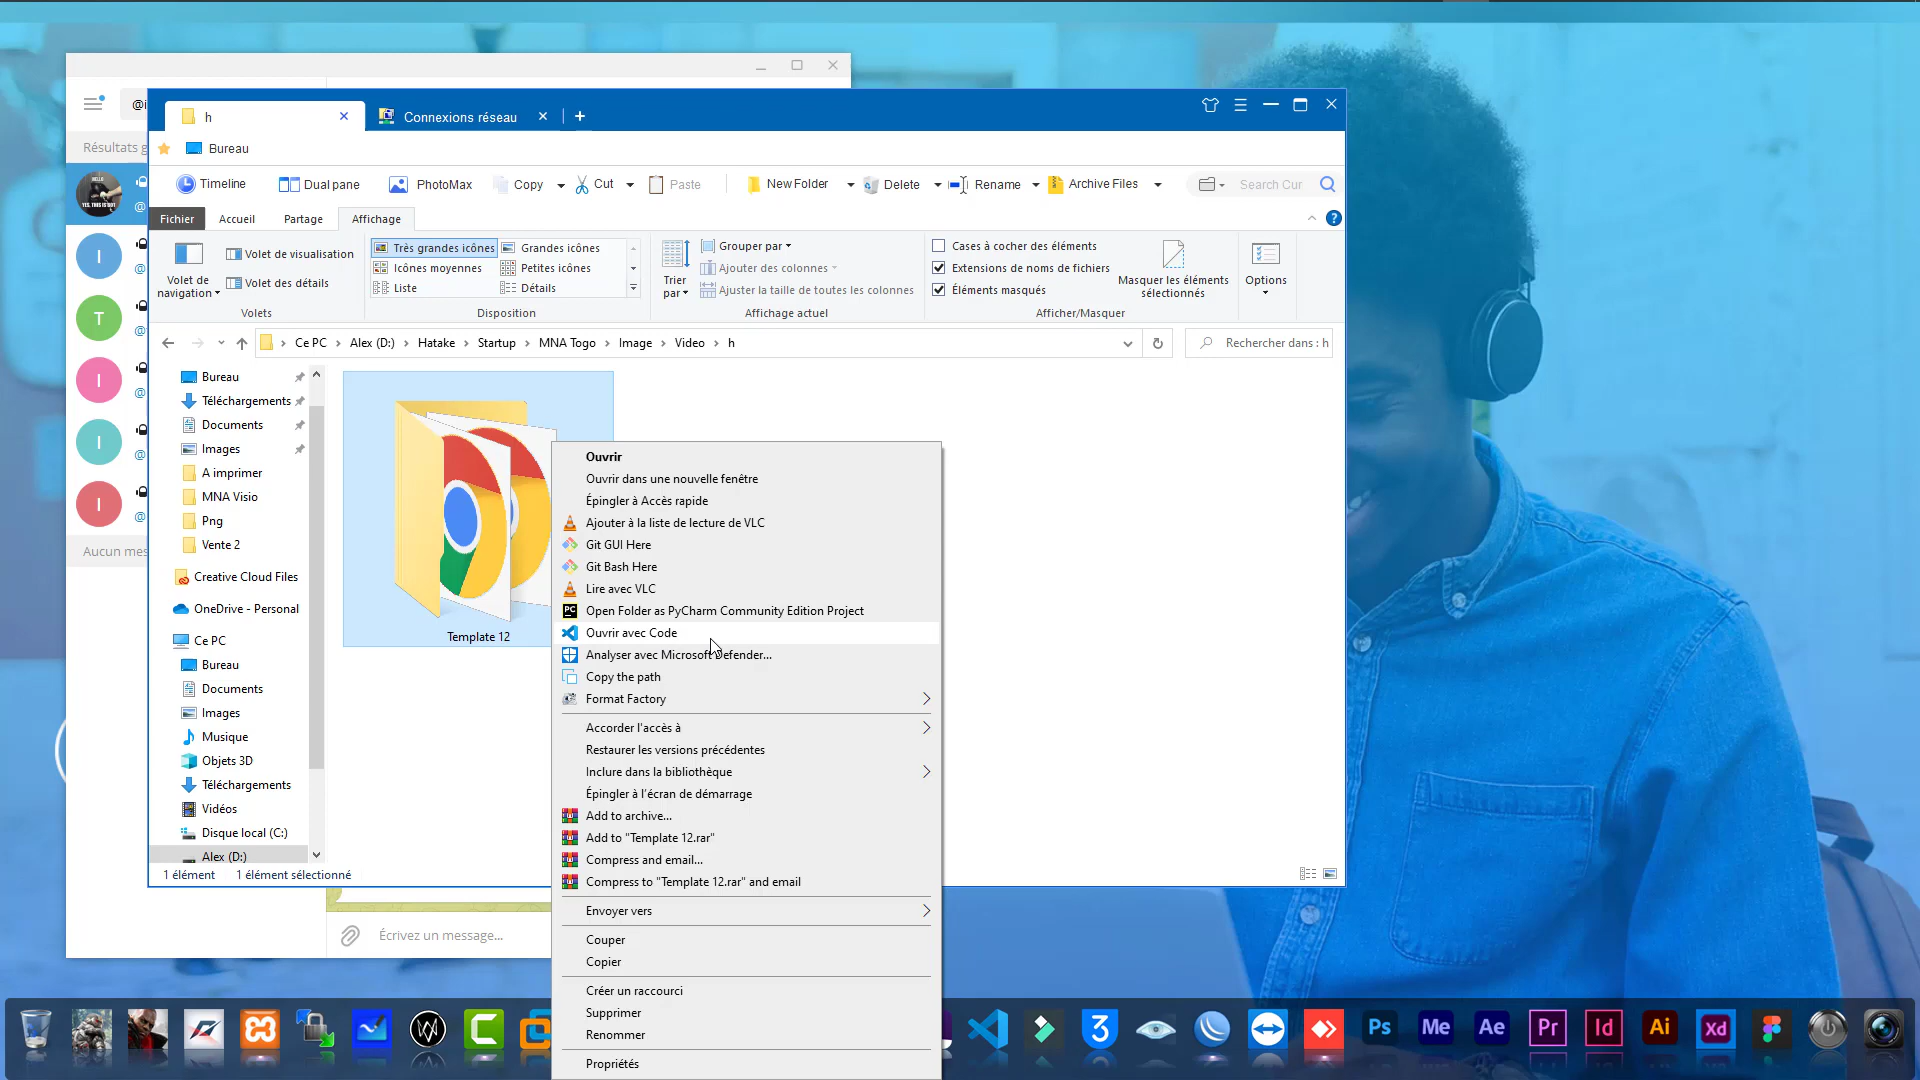 @i
Résultats g
@
@
@
@
@
@
Aucun mes
Écrivez un message...
I
T
I
I
I
h
Connexions réseau
Bureau
Timeline
Dual pane
PhotoMax
Copy
Cut
Paste
New Folder
Delete
Rename
Archive Files
Search Cur
Fichier
Accueil
Partage
Affichage
Volet de
navigation
Volet de visualisation
Volet des détails
Volets
Très grandes icônes
Grandes icônes
Icônes moyennes
Petites icônes
Liste
Détails
Disposition
Trier
par
Grouper par
Ajouter des colonnes
Ajuster la taille de toutes les colonnes
Affichage actuel
Cases à cocher des éléments
Extensions de noms de fichiers
Éléments masqués
Masquer les éléments
sélectionnés
Afficher/Masquer
Options
Ce PC > Alex (D:) > Hatake > Startup > MNA Togo > Image > Video > h
Rechercher dans : h
Bureau
Téléchargements
Documents
Images
A imprimer
MNA Visio
Png
Vente 2
Creative Cloud Files
OneDrive - Personal
Ce PC
Bureau
Documents
Images
Musique
Objets 3D
Téléchargements
Vidéos
Disque local (C:)
Alex (D:)
1 élément
1 élément sélectionné
Template 12
Ouvrir
Ouvrir dans une nouvelle fenêtre
Épingler à Accès rapide
Ajouter à la liste de lecture de VLC
Git GUI Here
Git Bash Here
Lire avec VLC
PC
Open Folder as PyCharm Community Edition Project
Ouvrir avec Code
Analyser avec Microsoft Defender...
Copy the path
Format Factory
Accorder l'accès à
Restaurer les versions précédentes
Inclure dans la bibliothèque
Épingler à l'écran de démarrage
Add to archive...
Add to "Template 12.rar"
Compress and email...
Compress to "Template 12.rar" and email
Envoyer vers
Couper
Copier
Créer un raccourci
Supprimer
Renommer
Propriétés
C
3
Ps
Me
Ae
Pr
Id
Ai
Xd